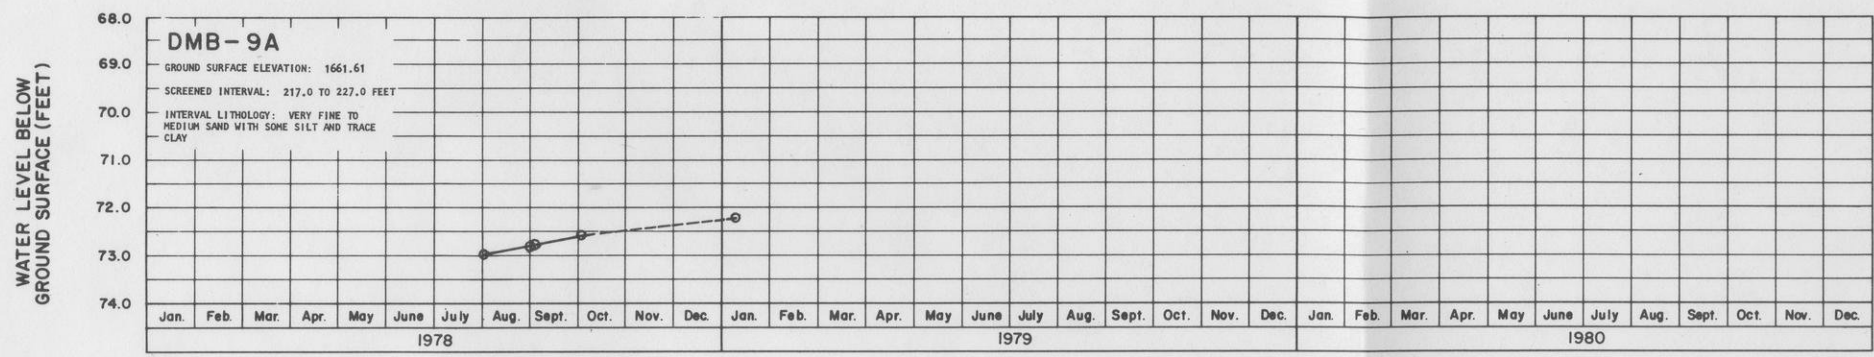 WATER LEVEL BELOW
GROUND SURFACE (FEET)
68.0
69.0
70.0
71.0
72.0
73.0
74.0
DMB-9A
GROUND SURFACE ELEVATION: 1661.61
SCREENED INTERVAL: 217.0 TO 227.0 FEET
INTERVAL LITHOLOGY: VERY FINE TO
MEDIUM SAND WITH SOME SILT AND TRACE
CLAY
Jan. Feb. Mar. Apr. May June July Aug. Sept. Oct. Nov. Dec. Jan. Feb. Mar. Apr. May June July Aug. Sept. Oct. Nov. Dec. Jan. Feb. Mar. Apr. May June July Aug. Sept. Oct. Nov. Dec.
1978 1979 1980